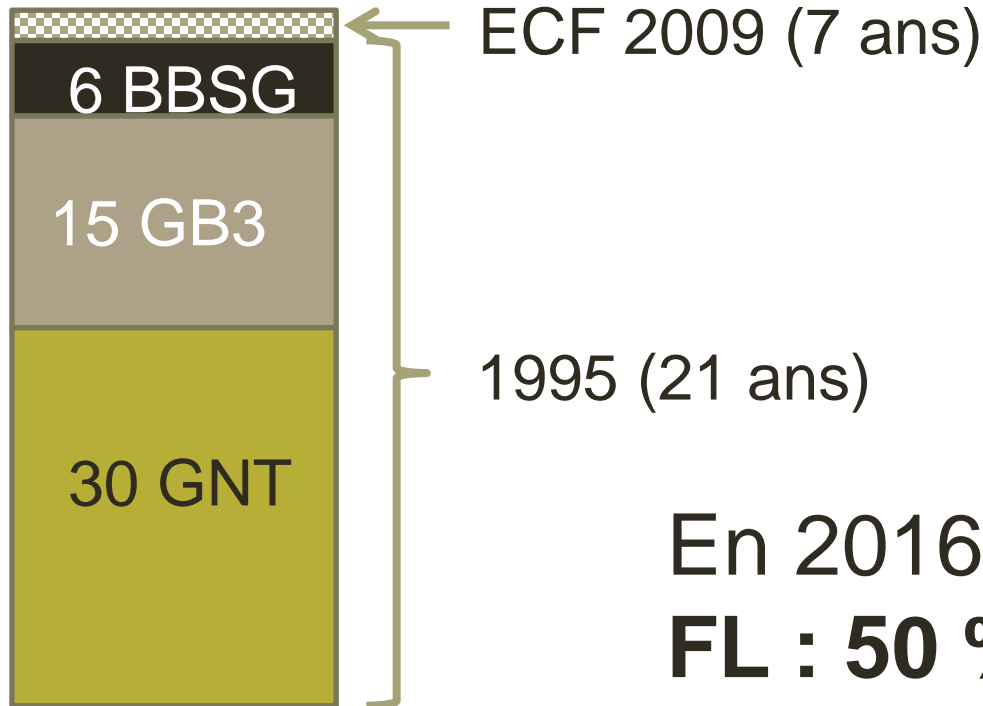 ECF 2009 (7 ans)
6 BBSG
15 GB3
1995 (21 ans)
30 GNT
En 2016
FL : 50 %